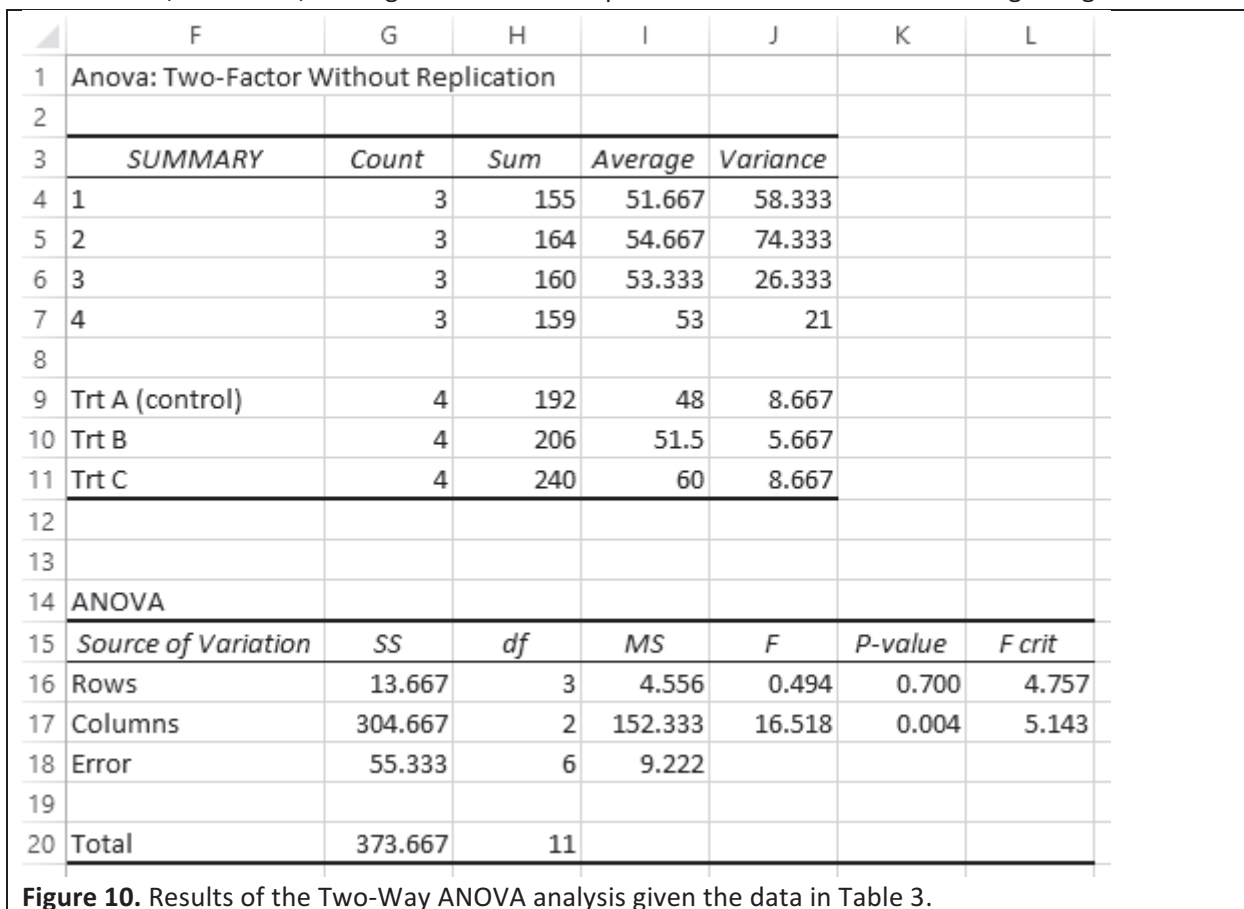 F G H I J K L
1 Anova: Two-Factor Without Replication
2
3 SUMMARY Count Sum Average Variance
4 1 3 155 51.667 58.333
5 2 3 164 54.667 74.333
6 3 3 160 53.333 26.333
7 4 3 159 53 21
8
9 Trt A (control) 4 192 48 8.667
10 Trt B 4 206 51.5 5.667
11 Trt C 4 240 60 8.667
12
13
14 ANOVA
15 Source of Variation SS df MS F P-value F crit
16 Rows 13.667 3 4.556 0.494 0.700 4.757
17 Columns 304.667 2 152.333 16.518 0.004 5.143
18 Error 55.333 6 9.222
19
20 Total 373.667 11
Figure 10. Results of the Two-Way ANOVA analysis given the data in Table 3.